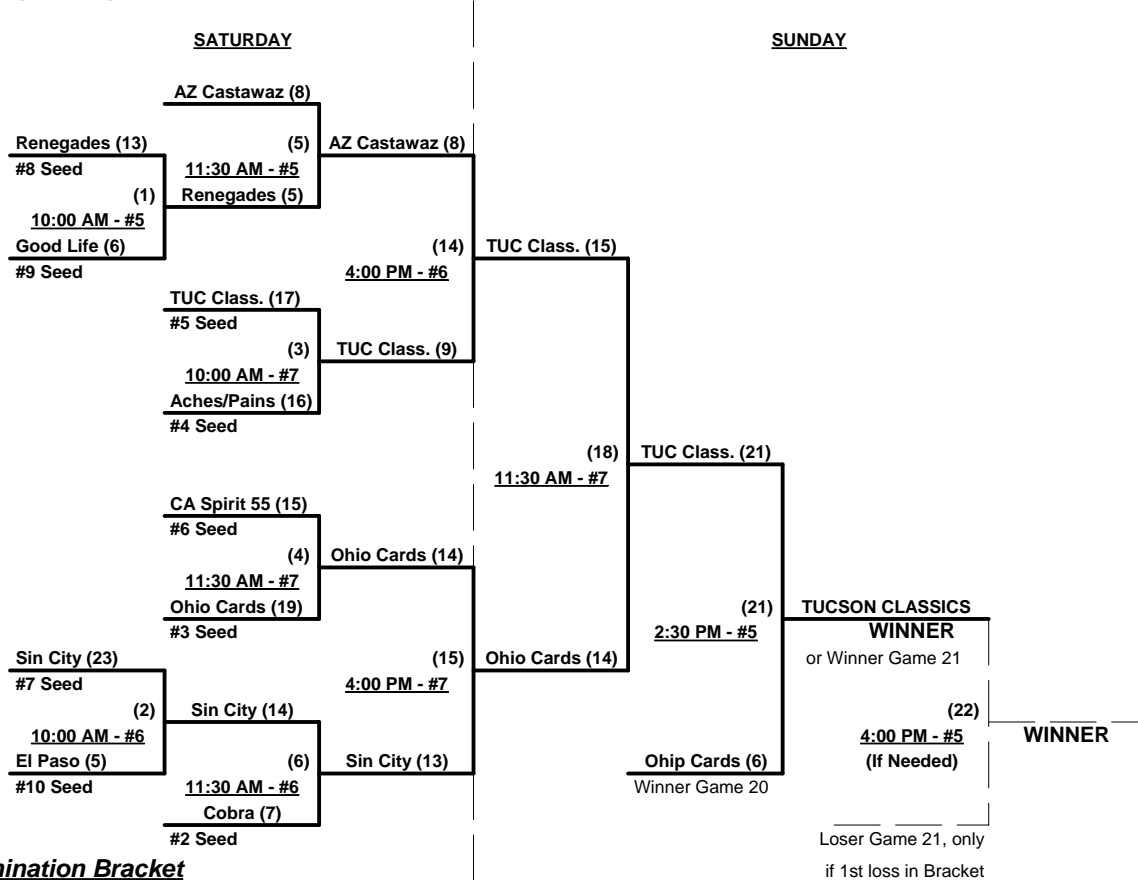 SATURDAY
SUNDAY
AZ Castawaz (8)
Renegades (13)
(5)
AZ Castawaz (8)
#8 Seed
11:30 AM - #5
(1)
Renegades (5)
10:00 AM - #5
Good Life (6)
(14)
TUC Class. (15)
#9 Seed
4:00 PM - #6
TUC Class. (17)
#5 Seed
(3)
TUC Class. (9)
10:00 AM - #7
Aches/Pains (16)
#4 Seed
(18)
TUC Class. (21)
11:30 AM - #7
CA Spirit 55 (15)
#6 Seed
(4)
Ohio Cards (14)
11:30 AM - #7
Ohio Cards (19)
(21)
TUCSON CLASSICS
#3 Seed
2:30 PM - #5
WINNER
Sin City (23)
(15)
Ohio Cards (14)
or Winner Game 21
#7 Seed
4:00 PM - #7
(2)
Sin City (14)
(22)
10:00 AM - #6
4:00 PM - #5
WINNER
El Paso (5)
(6)
Sin City (13)
Ohip Cards (6)
(If Needed)
#10 Seed
11:30 AM - #6
Winner Game 20
Cobra (7)
#2 Seed
Loser Game 21, only
mination Bracket
if 1st loss in Bracket